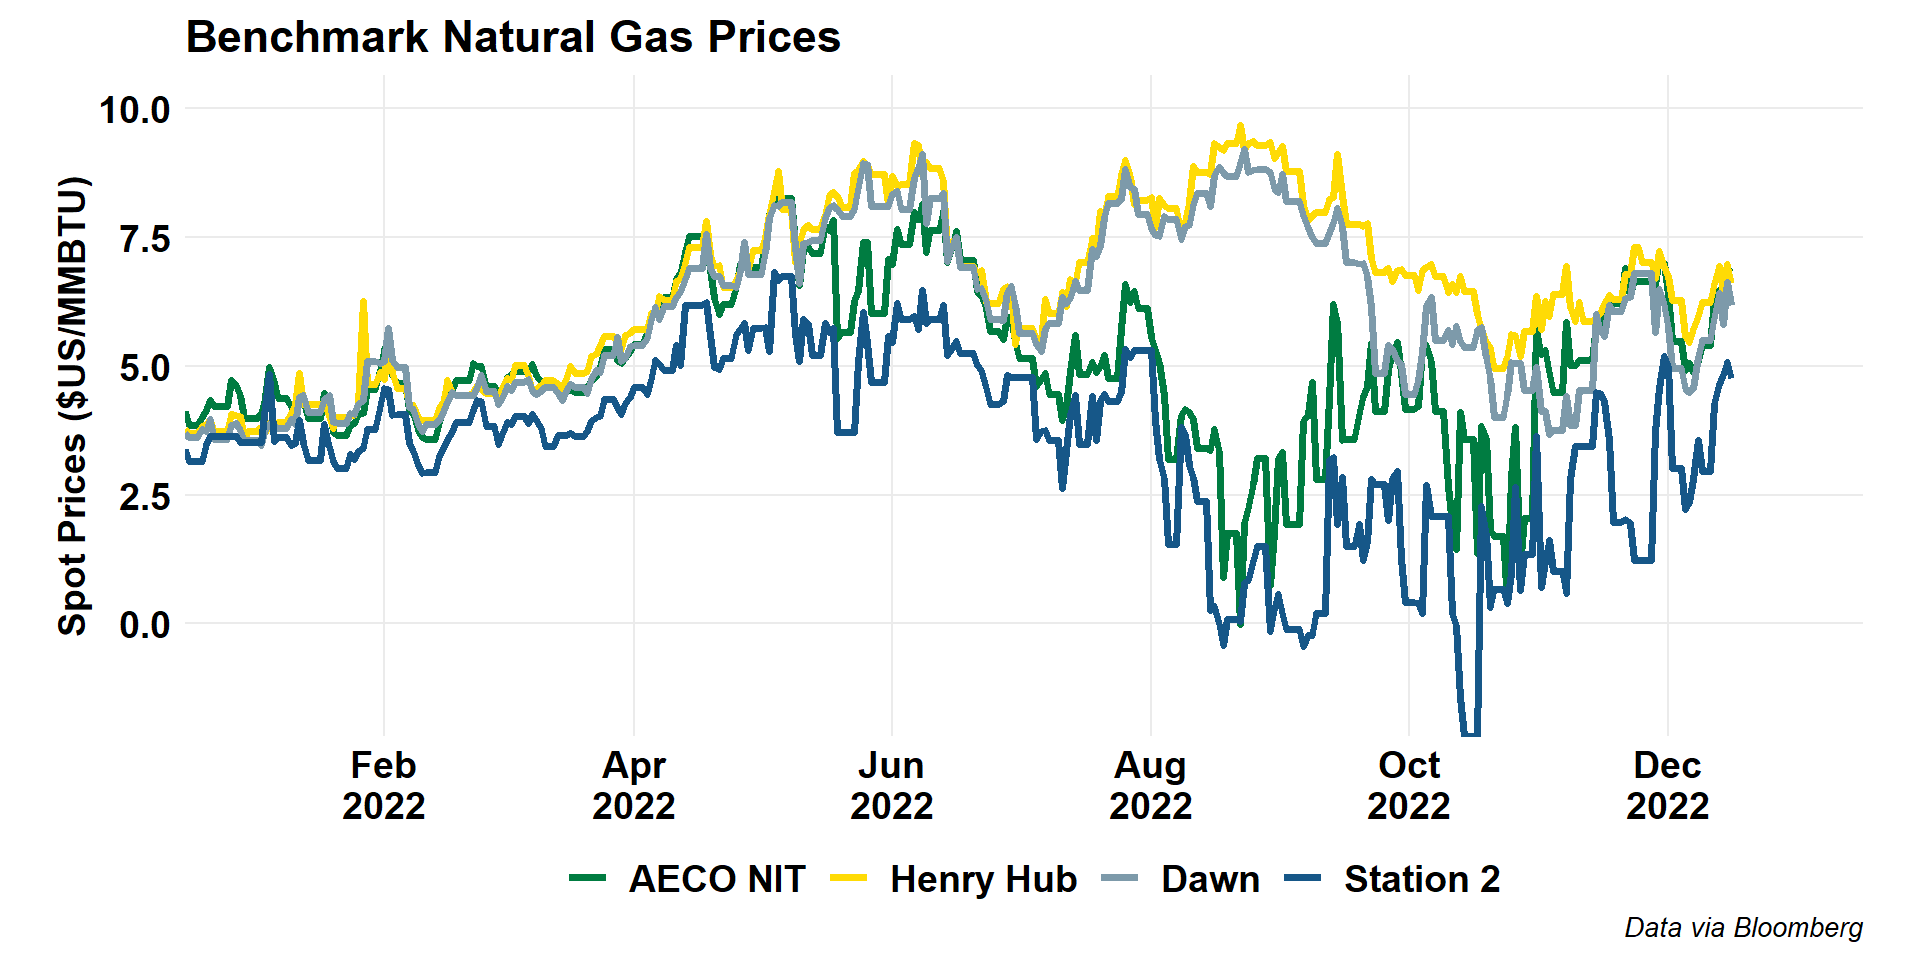 Benchmark Natural Gas Prices
Spot Prices ($US/MMBTU)
10.0
7.5
5.0
2.5
0.0
Feb 2022
Apr 2022
Jun 2022
Aug 2022
Oct 2022
Dec 2022
AECO NIT Henry Hub Dawn Station 2
Data via Bloomberg